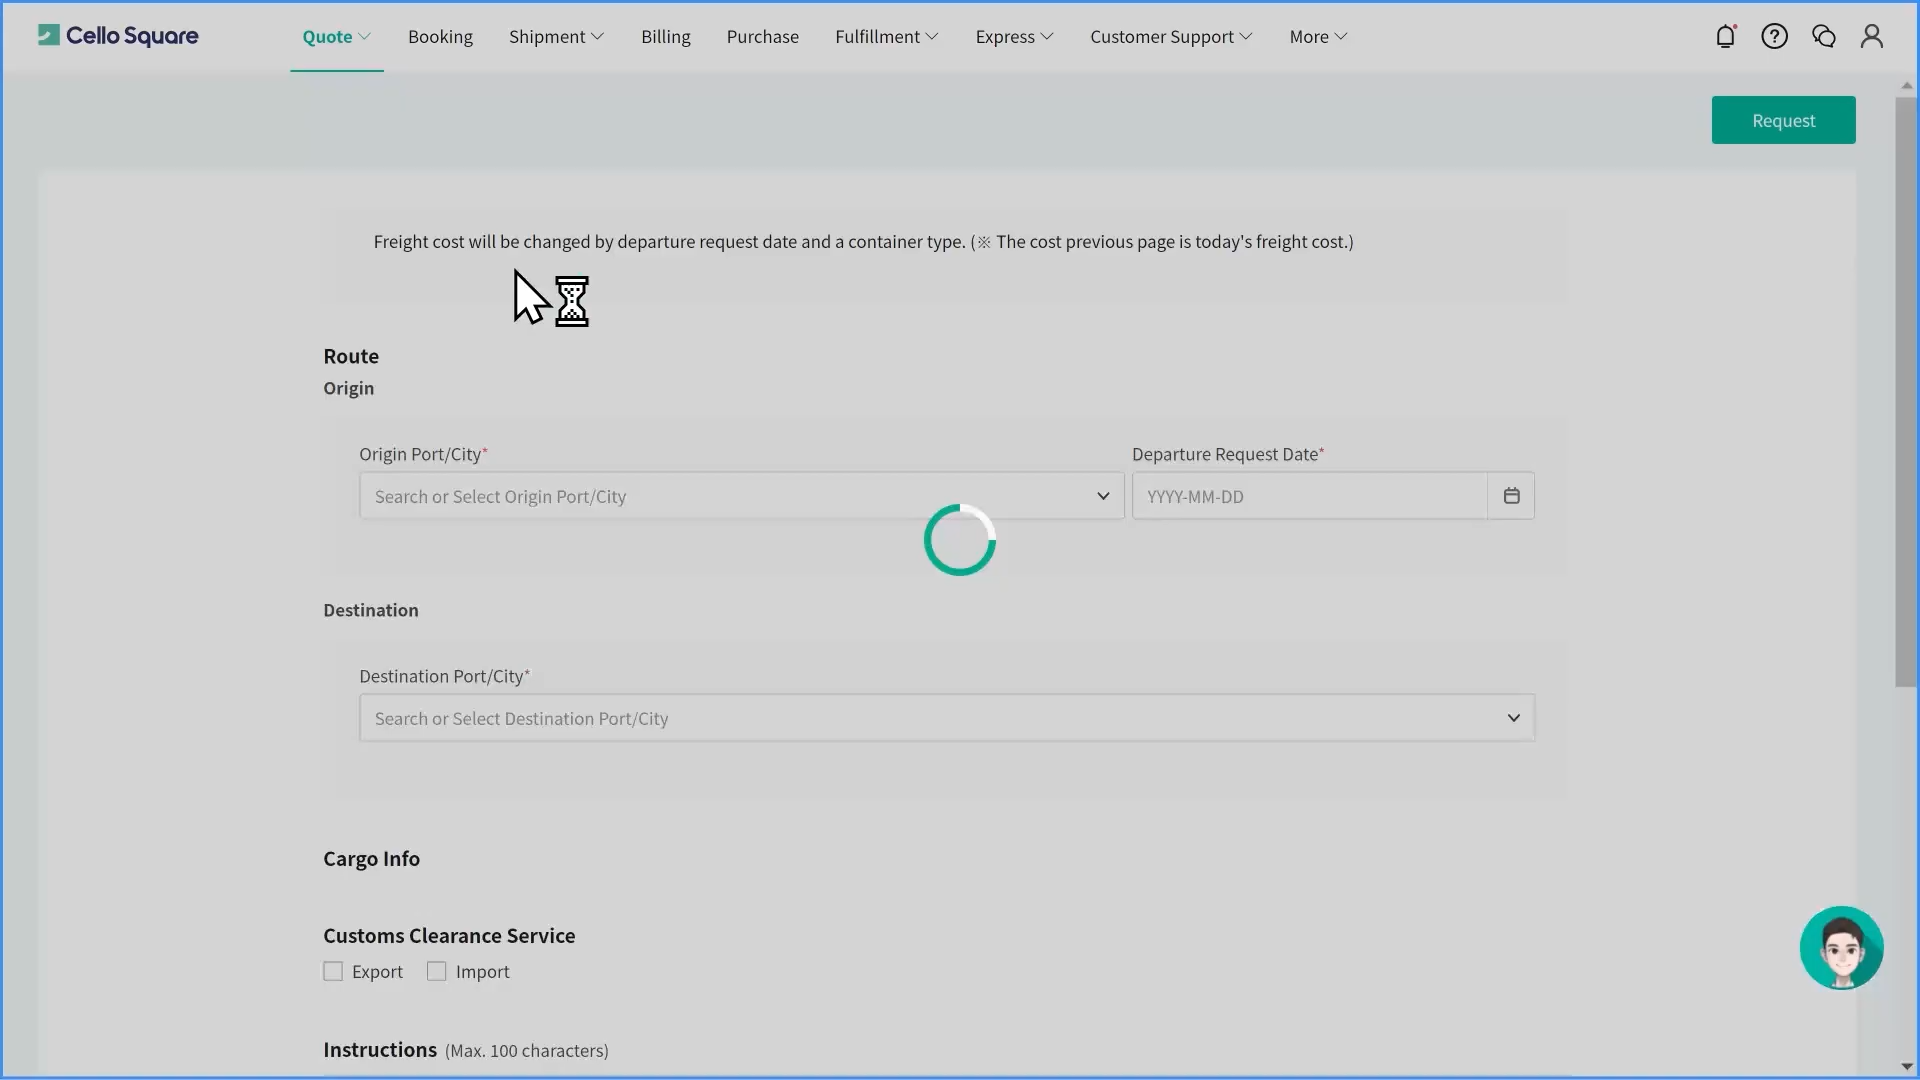 Cello Square
Quote Booking Shipment Billing Purchase Fulfillment Express Customer Support More
Request
Freight cost will be changed by departure request date and a container type. (※ The cost previous page is today's freight cost.)
Route
Origin
Origin Port/City* Departure Request Date*
Search or Select Origin Port/City YYYY-MM-DD
Destination
Destination Port/City*
Search or Select Destination Port/City
Cargo Info
Customs Clearance Service
Export Import
Instructions (Max. 100 characters)